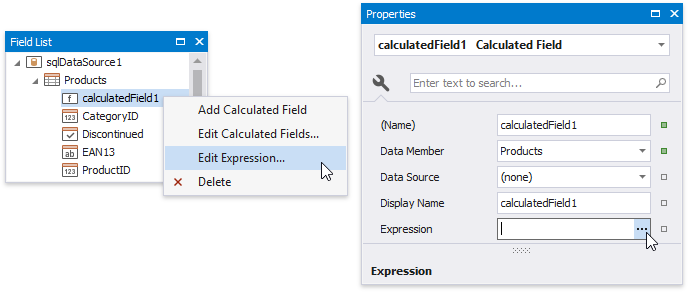 Field List
sqlDataSource1
Products
calculatedField1
CategoryID
Discontinued
EAN13
ProductID
Add Calculated Field
Edit Calculated Fields...
Edit Expression...
Delete
Properties
calculatedField1 Calculated Field
Enter text to search...
(Name) calculatedField1
Data Member Products
Data Source (none)
Display Name calculatedField1
Expression
Expression